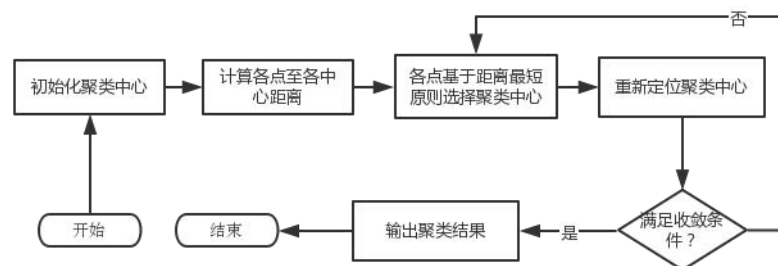 否
初始化聚类中心
计算各点至各中
心距离
各点基于距离最短
原则选择聚类中心
重新定位聚类中心
开始
结束
输出聚类结果
是
满足收敛条
件？